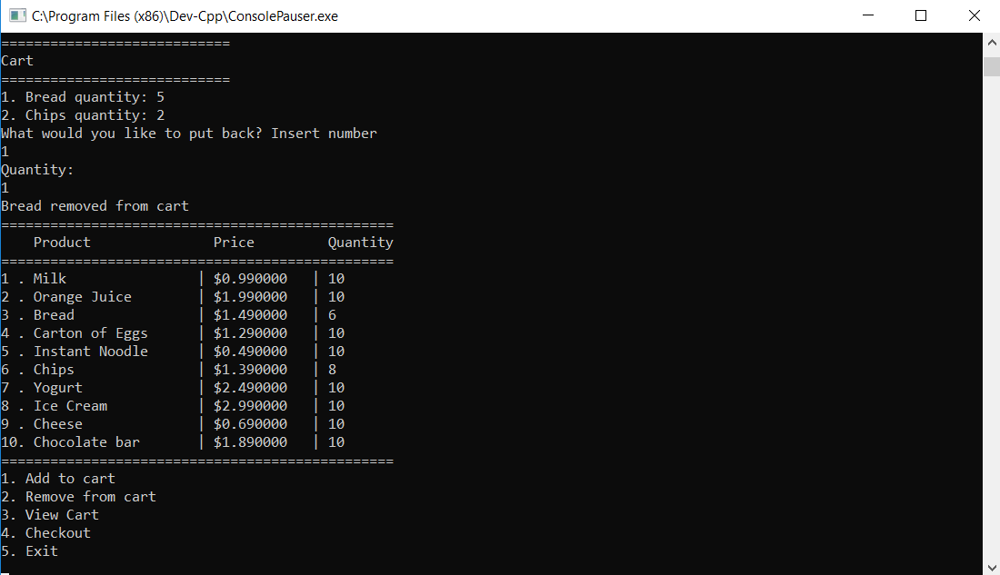 C:\Program Files (x86)\Dev-Cpp\ConsolePauser.exe
============================
Cart
============================
1. Bread quantity: 5
2. Chips quantity: 2
What would you like to put back? Insert number
1
Quantity:
1
Bread removed from cart
================================================
    Product               Price         Quantity
================================================
1 . Milk                | $0.990000   | 10
2 . Orange Juice        | $1.990000   | 10
3 . Bread               | $1.490000   | 6
4 . Carton of Eggs      | $1.290000   | 10
5 . Instant Noodle      | $0.490000   | 10
6 . Chips               | $1.390000   | 8
7 . Yogurt              | $2.490000   | 10
8 . Ice Cream           | $2.990000   | 10
9 . Cheese              | $0.690000   | 10
10. Chocolate bar       | $1.890000   | 10
================================================
1. Add to cart
2. Remove from cart
3. View Cart
4. Checkout
5. Exit